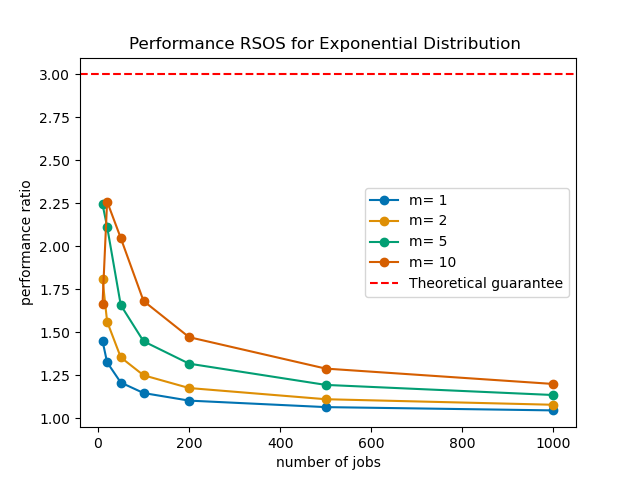 Performance RSOS for Exponential Distribution
performance ratio
3.00
2.75
2.50
2.25
2.00
1.75
1.50
1.25
1.00
m= 1
m= 2
m= 5
m= 10
Theoretical guarantee
0 200 400 600 800 1000
number of jobs